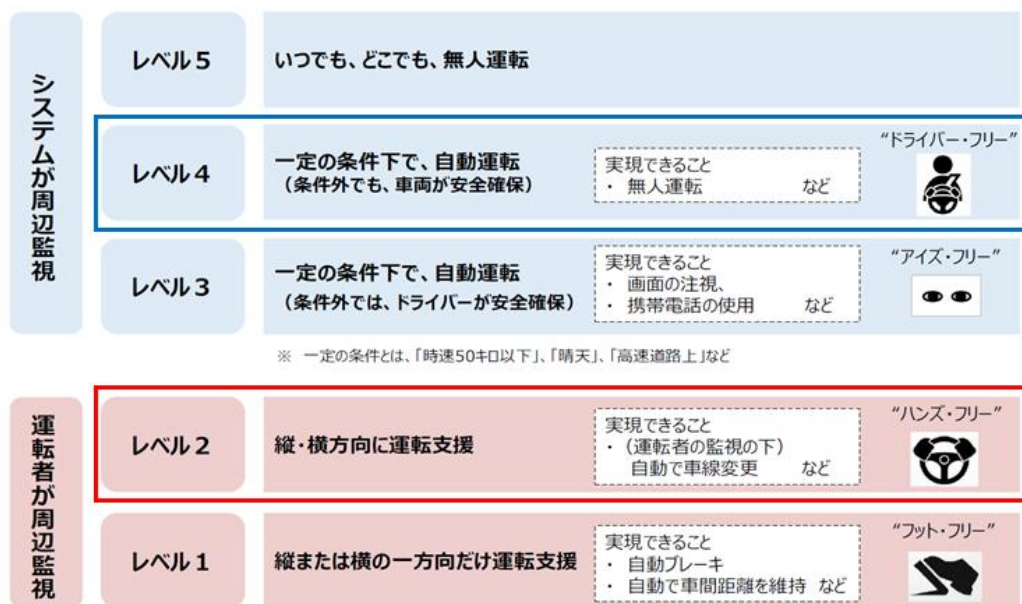 システムが周辺監視
レベル5
いつでも、どこでも、無人運転
レベル4
一定の条件下で、自動運転
（条件外でも、車両が安全確保）
実現できること
・ 無人運転 など
“ドライバー・フリー”
レベル3
一定の条件下で、自動運転
（条件外では、ドライバーが安全確保）
実現できること
・ 画面の注視、
・ 携帯電話の使用 など
“アイズ・フリー”
※ 一定の条件とは、「時速50キロ以下」、「晴天」、「高速道路上」など
運転者が周辺監視
レベル2
縦・横方向に運転支援
実現できること
・（運転者の監視の下）
自動で車線変更 など
“ハンズ・フリー”
レベル1
縦または横の一方向だけ運転支援
実現できること
・ 自動ブレーキ
・ 自動で車間距離を維持 など
“フット・フリー”